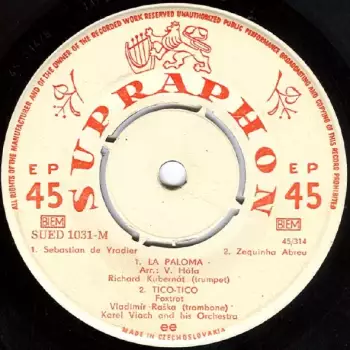 ALL RIGHTS OF THE MANUFACTURER AND OF THE OWNER OF THE RECORDED WORK RESERVED UNAUTHORIZED PUBLIC PERFORMANCE BROADCASTING AND COPYING OF THIS RECORD PROHIBITED
SUPRAPHON
EP EP
45 45
BIEM BIEM
SUED 1031-M 45/314
1. Sebastian de Yradier 2. Zequinha Abreu
1. LA PALOMA
Arr.: V. Hála
Richard Kubernát (trumpet)
2. TICO-TICO
Foxtrot
Vladimír Raška (trombone)
Karel Vlach and his Orchestra
ee
MADE IN CZECHOSLOVAKIA